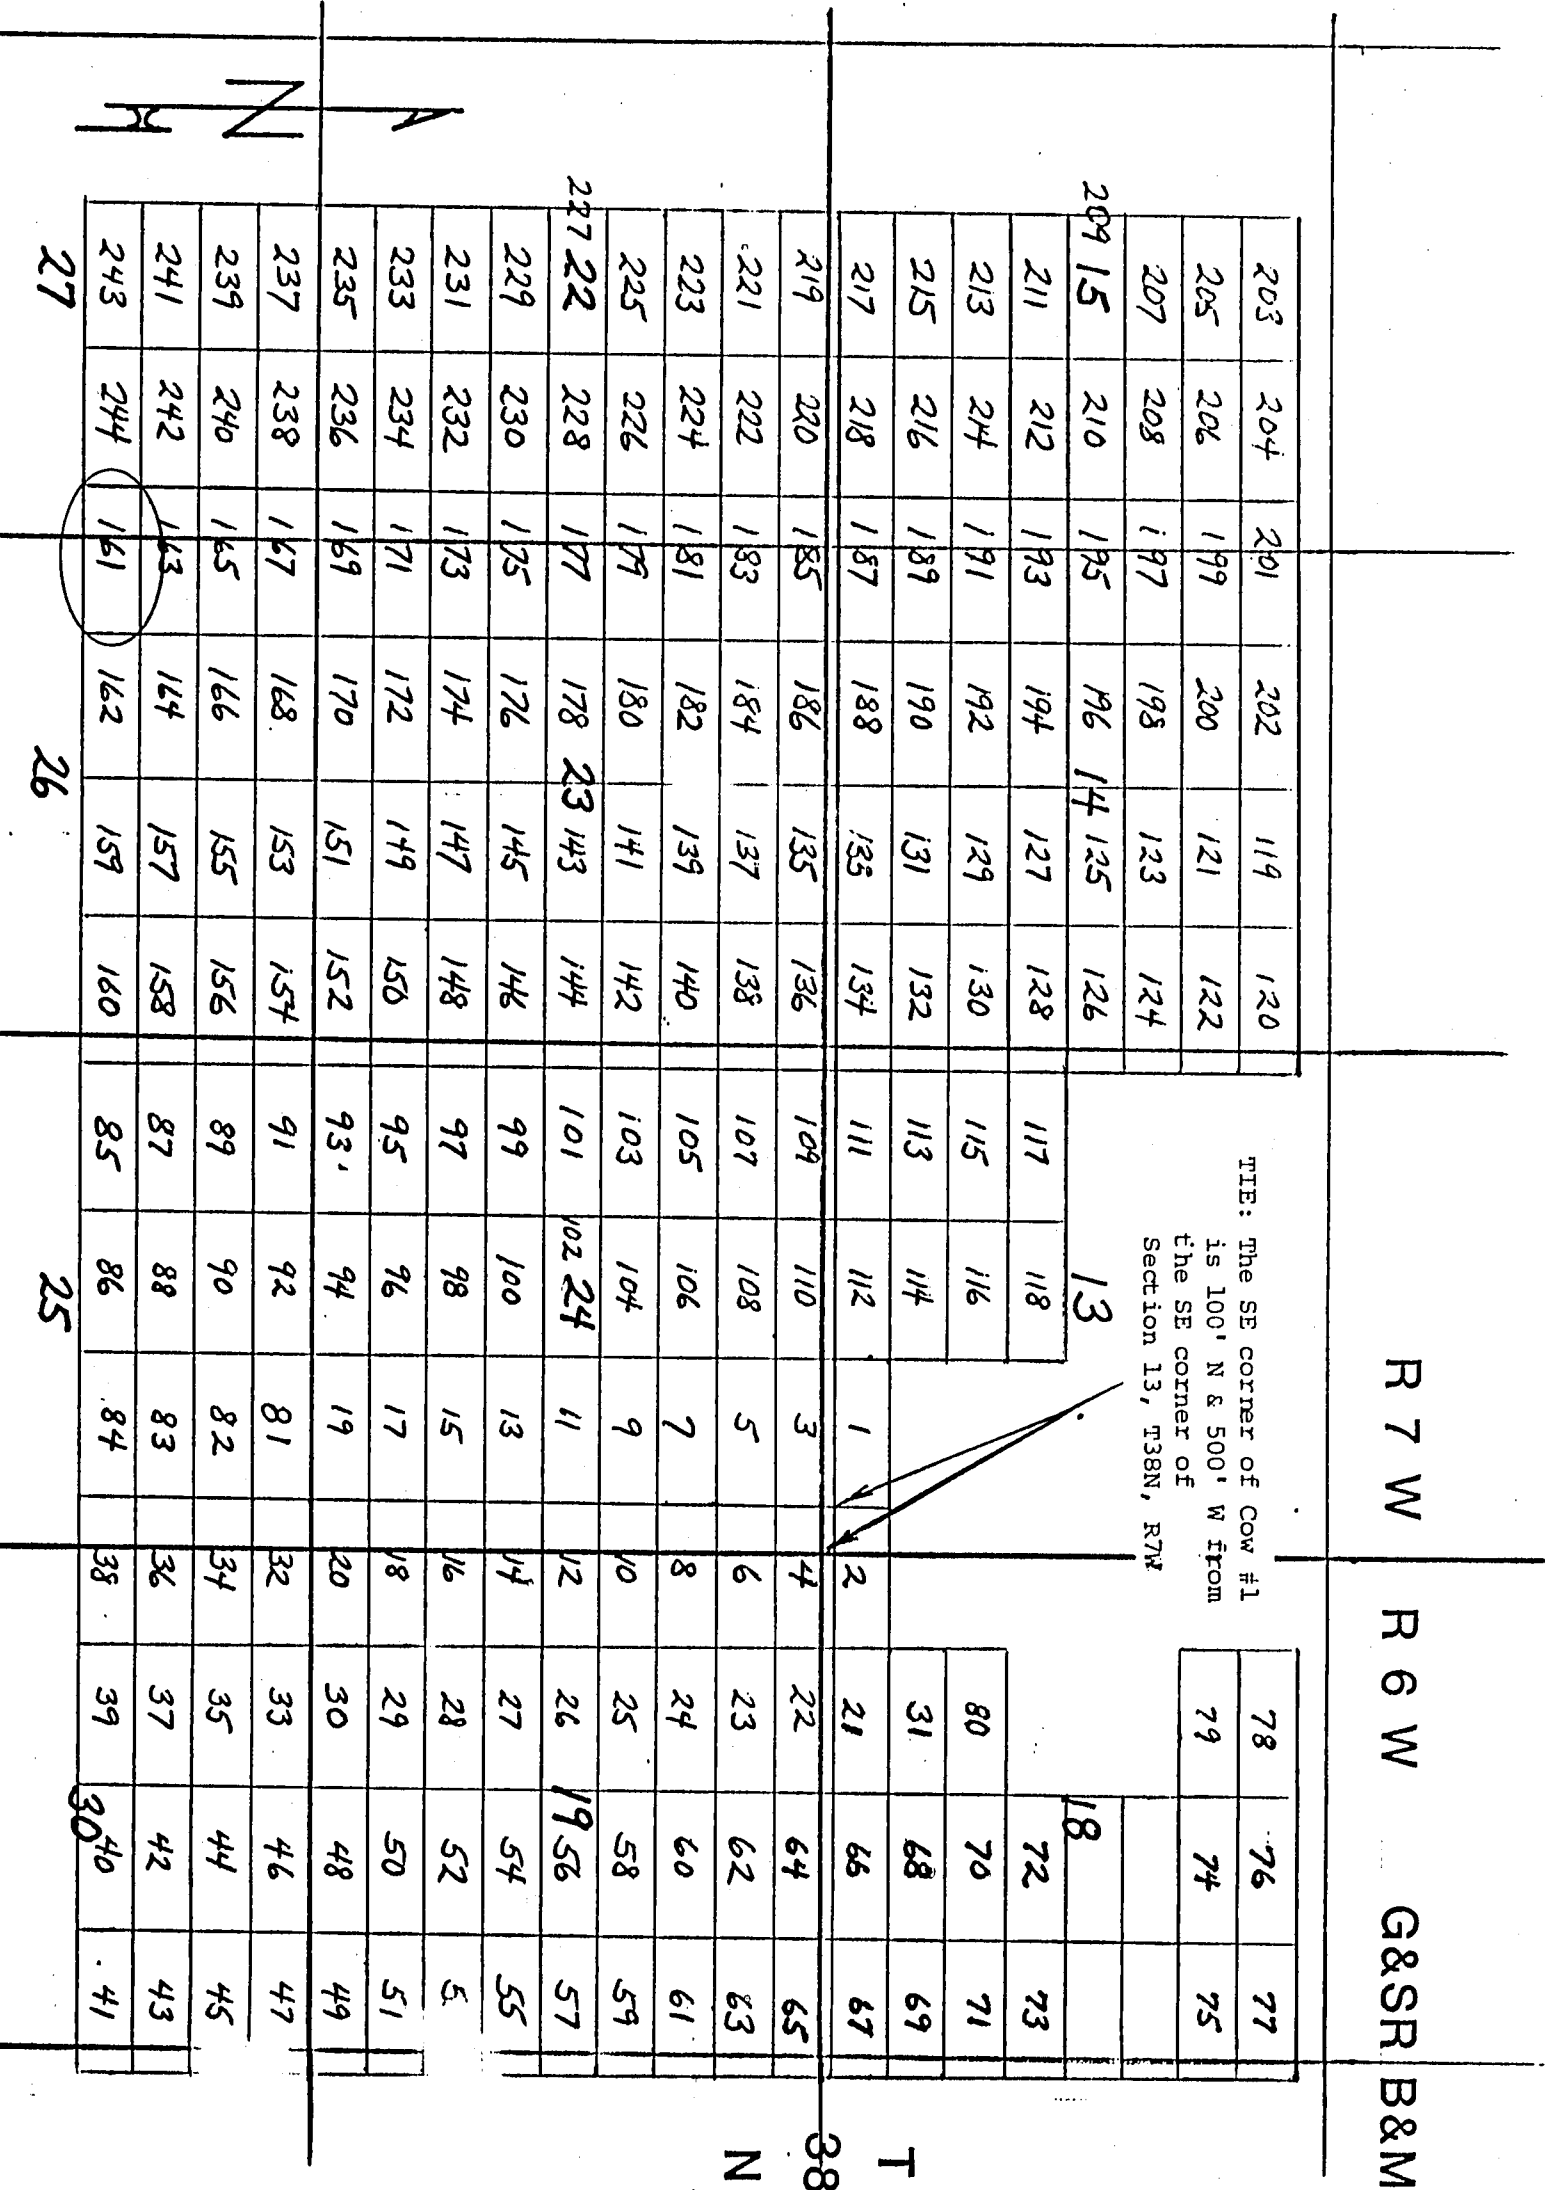 R 7 W R 6 W G&SR B&M
TIE: The SE corner of Cow #1
is 100' N & 500' W from
the SE corner of
Section 13, T38N, R7W
203 204 201 202 119 120 78 76 77
205 206 199 200 121 122 79 74 75
207 208 197 198 123 124
209 15 210 195 196 14 125 126 13 18
211 212 193 194 127 128 117 118 72 73
213 214 191 192 129 130 115 116 80 70 71
215 216 189 190 131 132 113 114 31 68 69
217 218 187 188 133 134 111 112 1 2 21 66 67
T
38
N
219 220 185 186 135 136 109 110 3 4 22 64 65
221 222 183 184 137 138 107 108 5 6 23 62 63
223 224 181 182 139 140 105 106 7 8 24 60 61
225 226 179 180 141 142 103 104 9 10 25 58 59
227 22 228 177 178 23 143 144 101 102 24 11 12 26 19 56 57
229 230 175 176 145 146 99 100 13 14 27 54 55
N
231 232 173 174 147 148 97 98 15 16 28 52 5
233 234 171 172 149 150 95 96 17 18 29 50 51
235 236 169 170 151 152 93 94 19 20 30 48 49
237 238 167 168 153 154 91 92 81 32 33 46 47
239 240 165 166 155 156 89 90 82 34 35 44 45
241 242 163 164 157 158 87 88 83 36 37 42 43
243 244 161 162 159 160 85 86 84 38 39 30 40 41
27 26 25